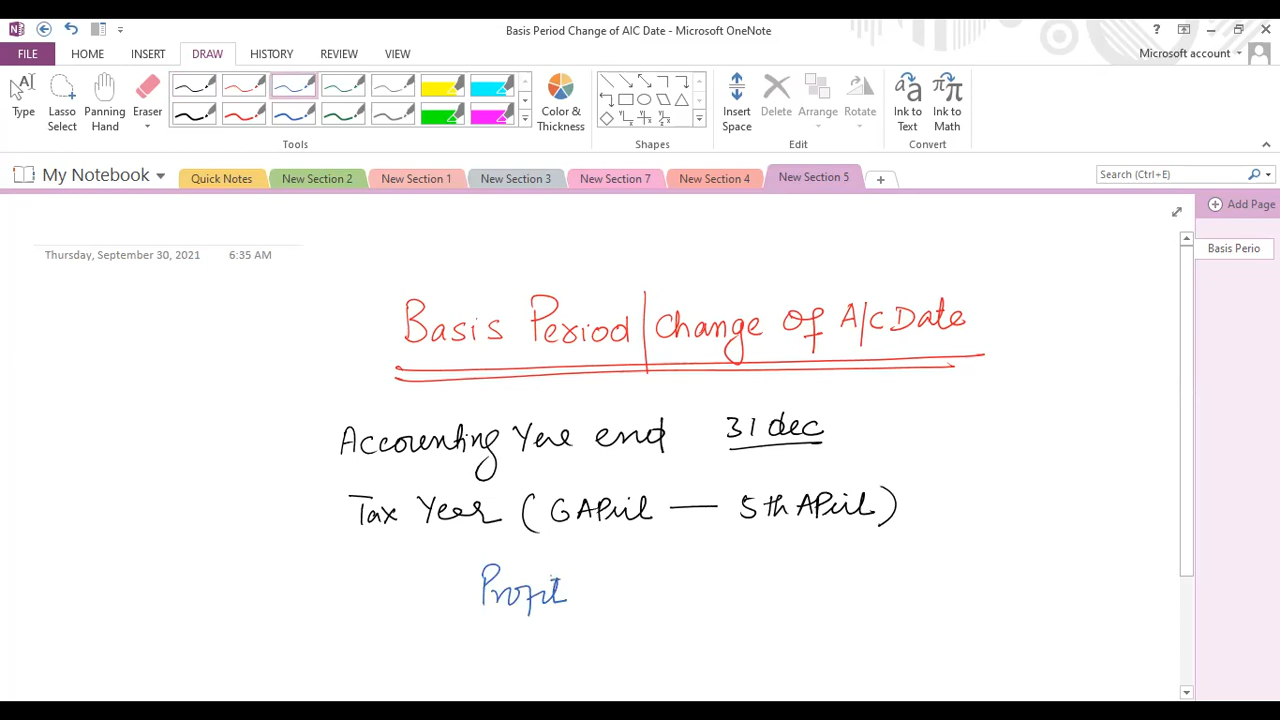 Basis Period Change of AIC Date - Microsoft OneNote
?
FILE HOME INSERT DRAW HISTORY REVIEW VIEW
Microsoft account
Type
Lasso Select
Panning Hand
Eraser
Color & Thickness
Insert Space
Delete
Arrange
Rotate
Ink to Text
Ink to Math
Tools
Shapes
Edit
Convert
My Notebook
Quick Notes
New Section 2
New Section 1
New Section 3
New Section 7
New Section 4
New Section 5
Search (Ctrl+E)
Add Page
Basis Perio
Thursday, September 30, 2021 6:35 AM
Basis Period|Change of A/C Date
Accounting Year end 31 dec
Tax Year (6 APril — 5th APril)
Profit